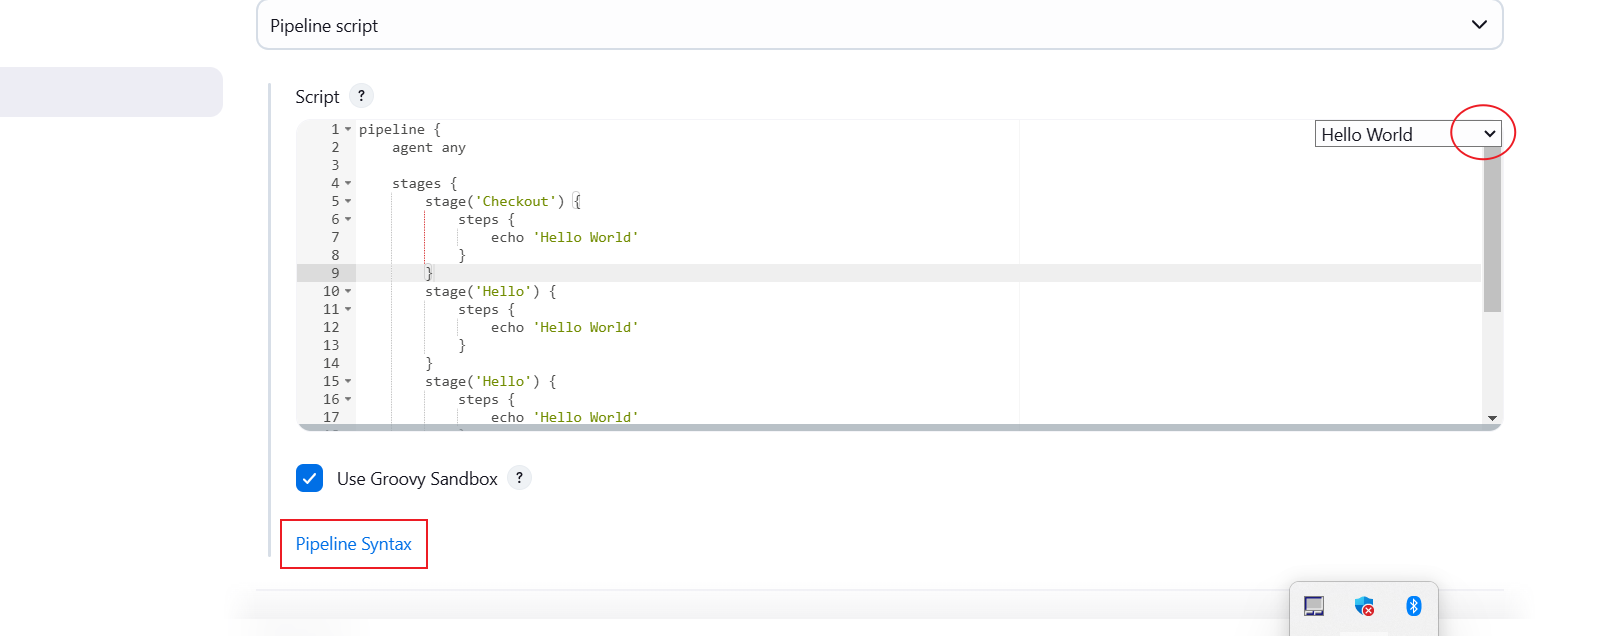 Pipeline script
Script ?
Hello World
1 pipeline {
2     agent any
3
4     stages {
5         stage('Checkout') {
6             steps {
7                 echo 'Hello World'
8             }
9         }
10         stage('Hello') {
11             steps {
12                 echo 'Hello World'
13             }
14         }
15         stage('Hello') {
16             steps {
17                 echo 'Hello World'
Use Groovy Sandbox ?
Pipeline Syntax